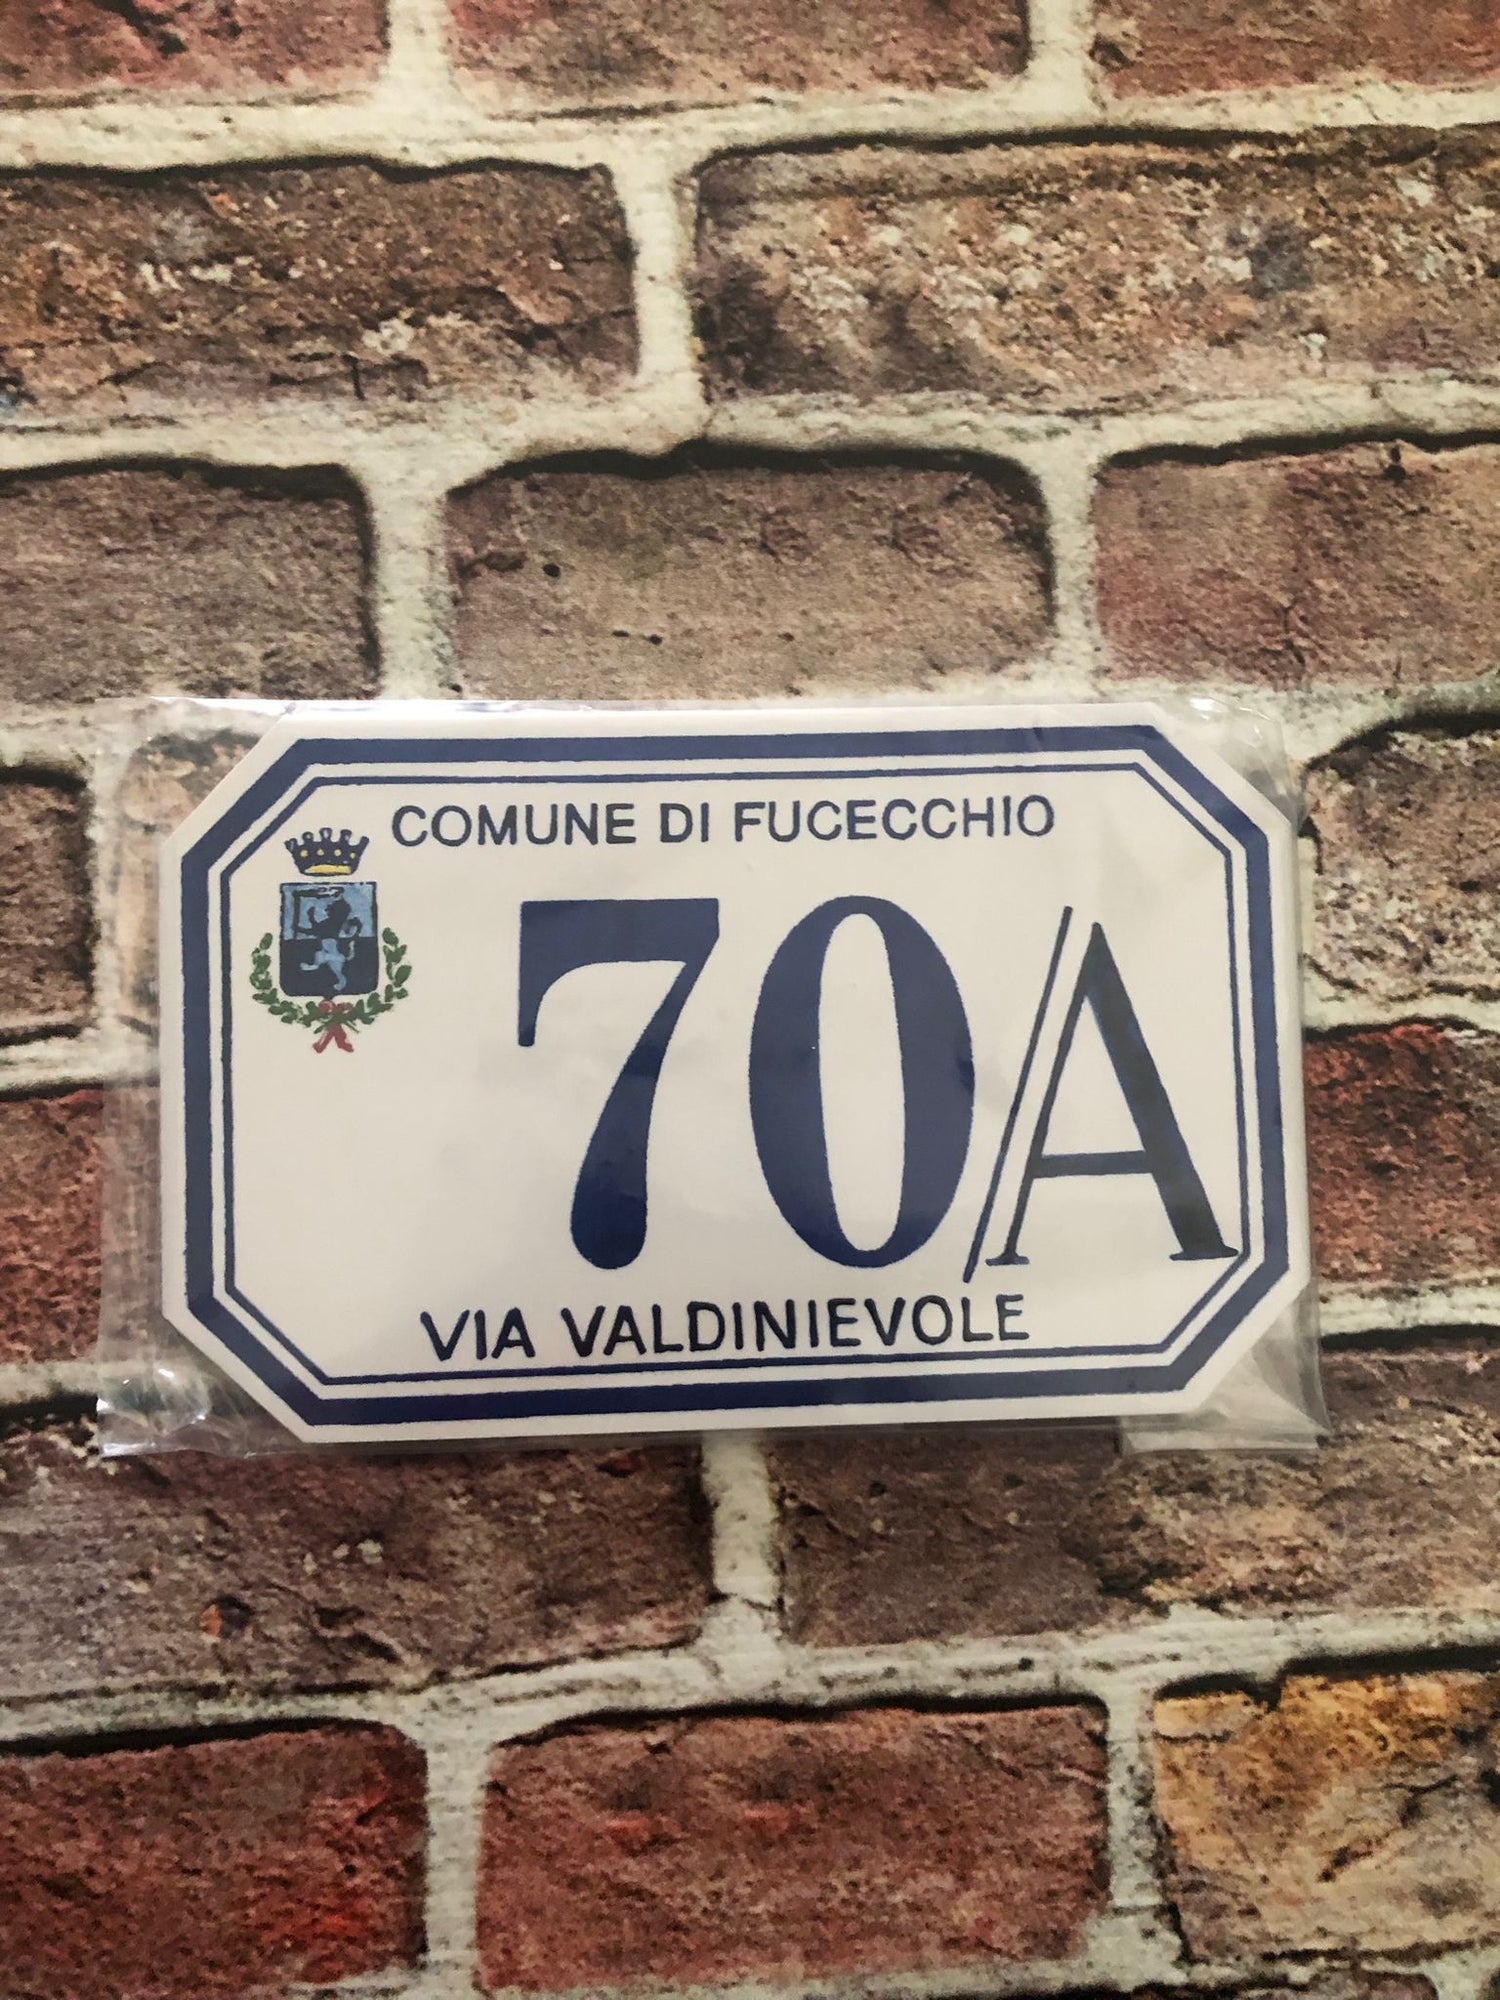 COMUNE DI FUCECCHIO
70/A
VIA VALDINIEVOLE